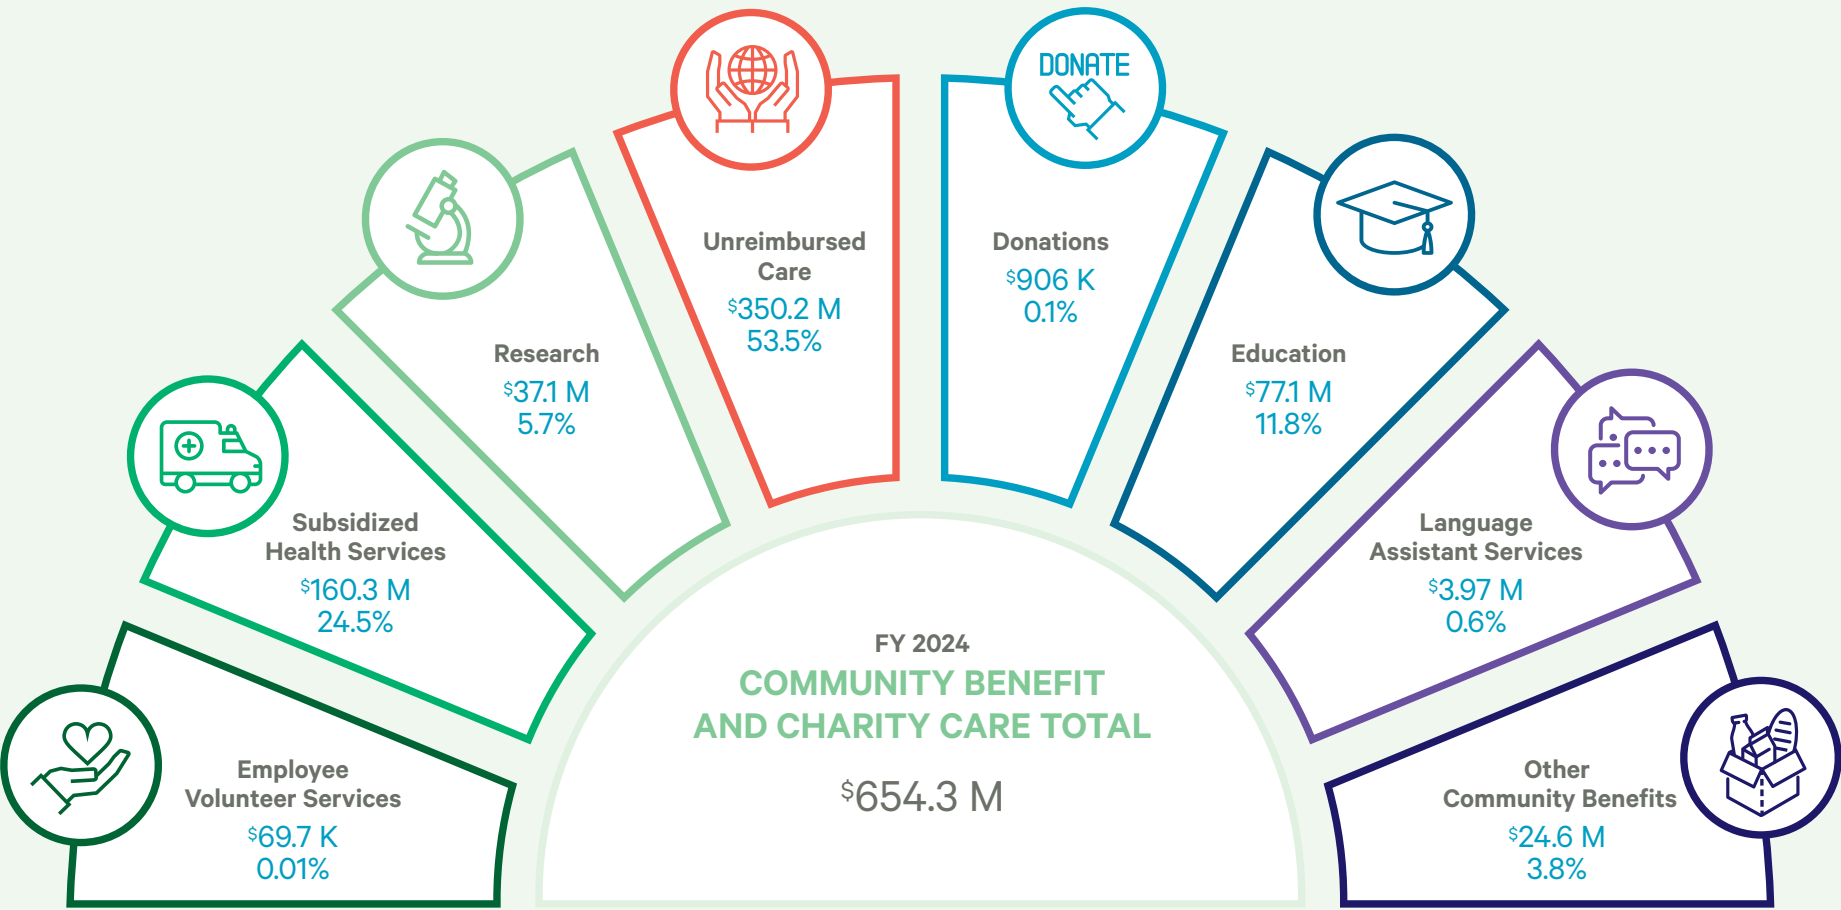 DONATE
Unreimbursed
Care
$350.2 M
53.5%
Donations
$906 K
0.1%
Research
$37.1 M
5.7%
Education
$77.1 M
11.8%
Subsidized
Health Services
$160.3 M
24.5%
Language
Assistant Services
$3.97 M
0.6%
FY 2024
COMMUNITY BENEFIT
AND CHARITY CARE TOTAL
$654.3 M
Employee
Volunteer Services
$69.7 K
0.01%
Other
Community Benefits
$24.6 M
3.8%